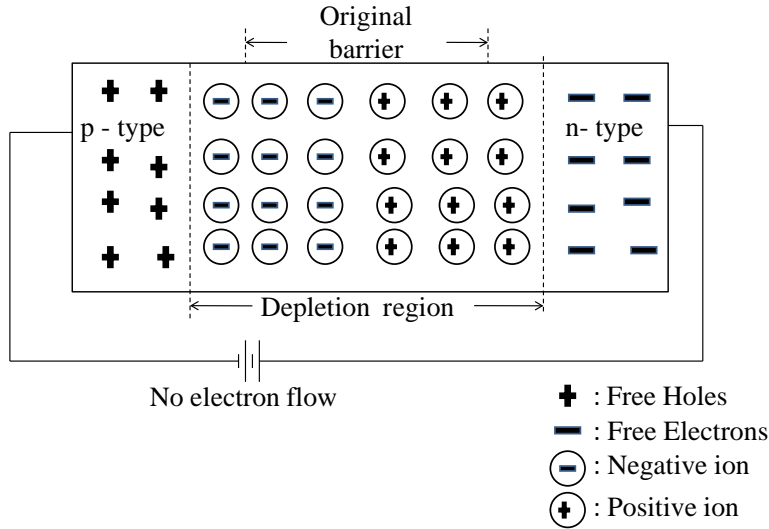 Original
barrier
p - type
n- type
Depletion region
No electron flow
: Free Holes
: Free Electrons
: Negative ion
: Positive ion